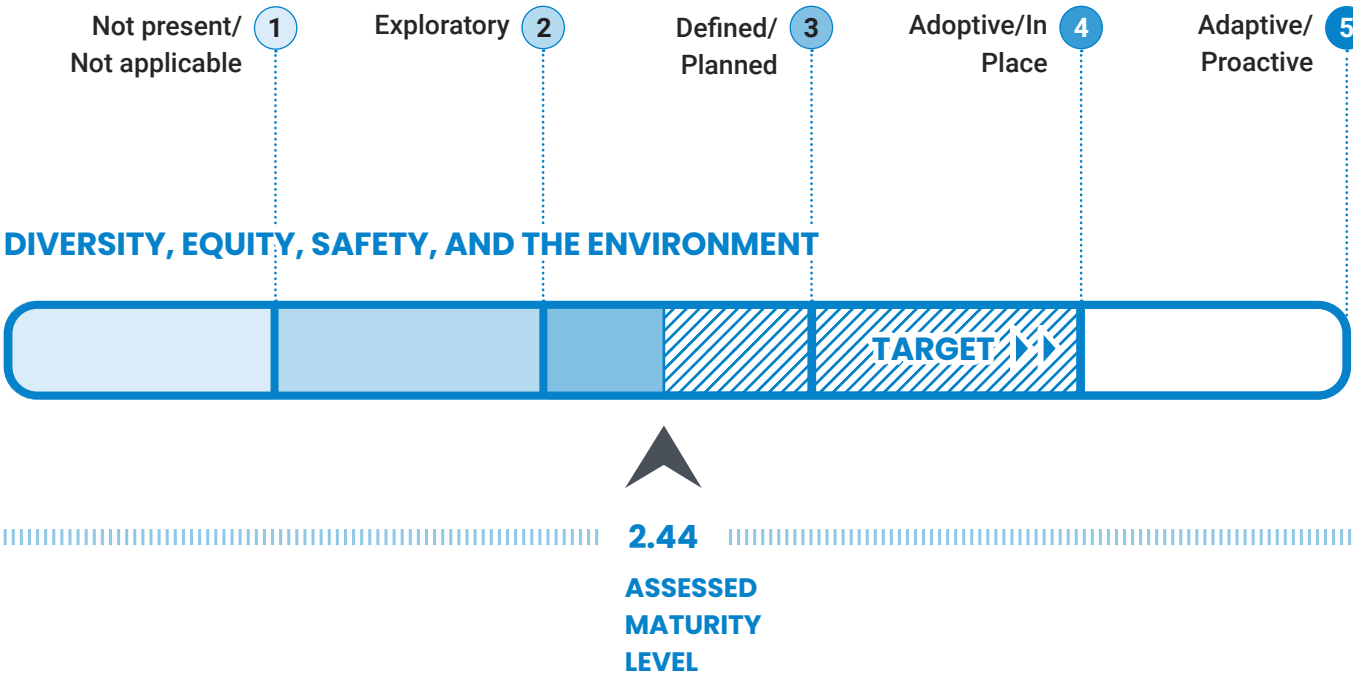 Not present/
Not applicable
1
Exploratory
2
Defined/
Planned
3
Adoptive/In
Place
4
Adaptive/
Proactive
5
DIVERSITY, EQUITY, SAFETY, AND THE ENVIRONMENT
TARGET
2.44
ASSESSED
MATURITY
LEVEL